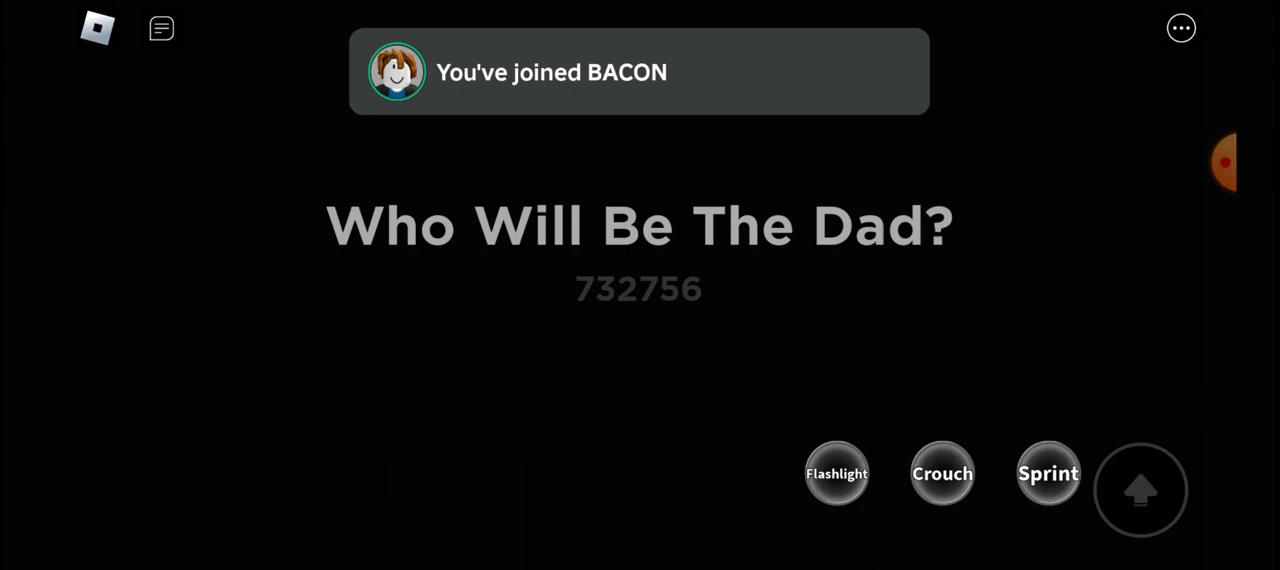 You've joined BACON
Who Will Be The Dad?
732756
Flashlight
Crouch
Sprint